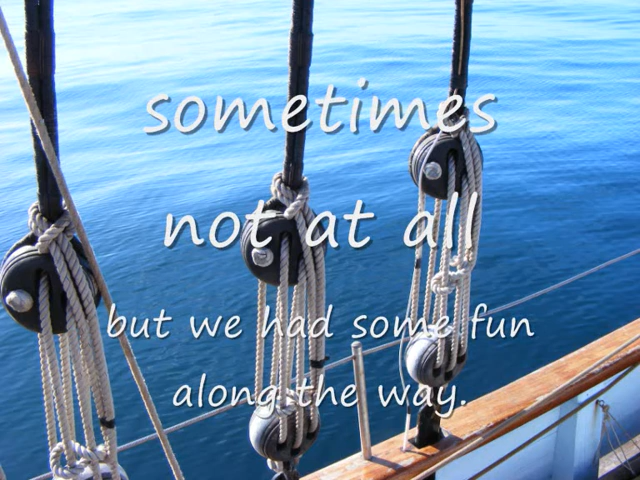 sometimes
not at all
but we had some fun
along the way.